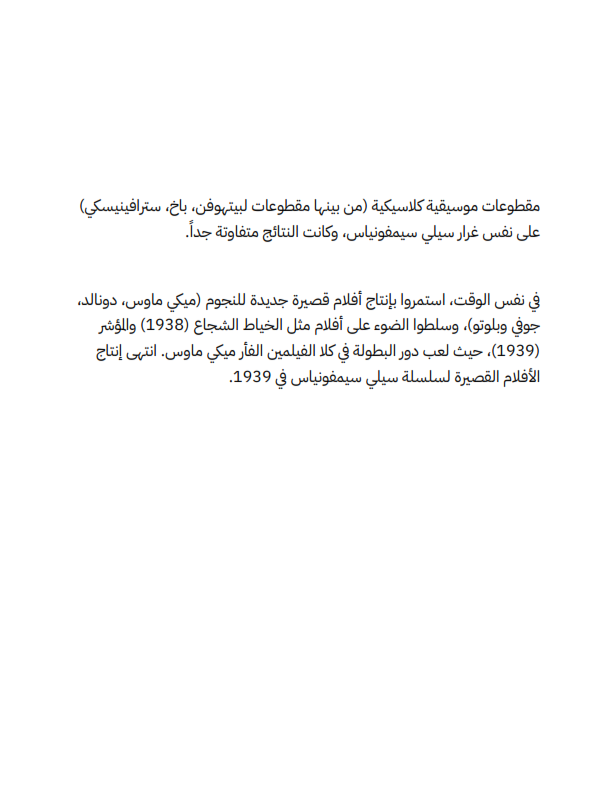 مقطوعات موسيقية كلاسيكية (من بينها مقطوعات لبيتهوفن، باخ، سترافينيسكي)
على نفس غرار سيلي سيمفونياس، وكانت النتائج متفاوتة جداً.
في نفس الوقت، استمروا بإنتاج أفلام قصيرة جديدة للنجوم (ميكي ماوس، دونالد،
جوفي وبلوتو)، وسلطوا الضوء على أفلام مثل الخياط الشجاع (1938) والمؤشر
(1939)، حيث لعب دور البطولة في كلا الفيلمين الفأر ميكي ماوس. انتهى إنتاج
الأفلام القصيرة لسلسلة سيلي سيمفونياس في 1939.